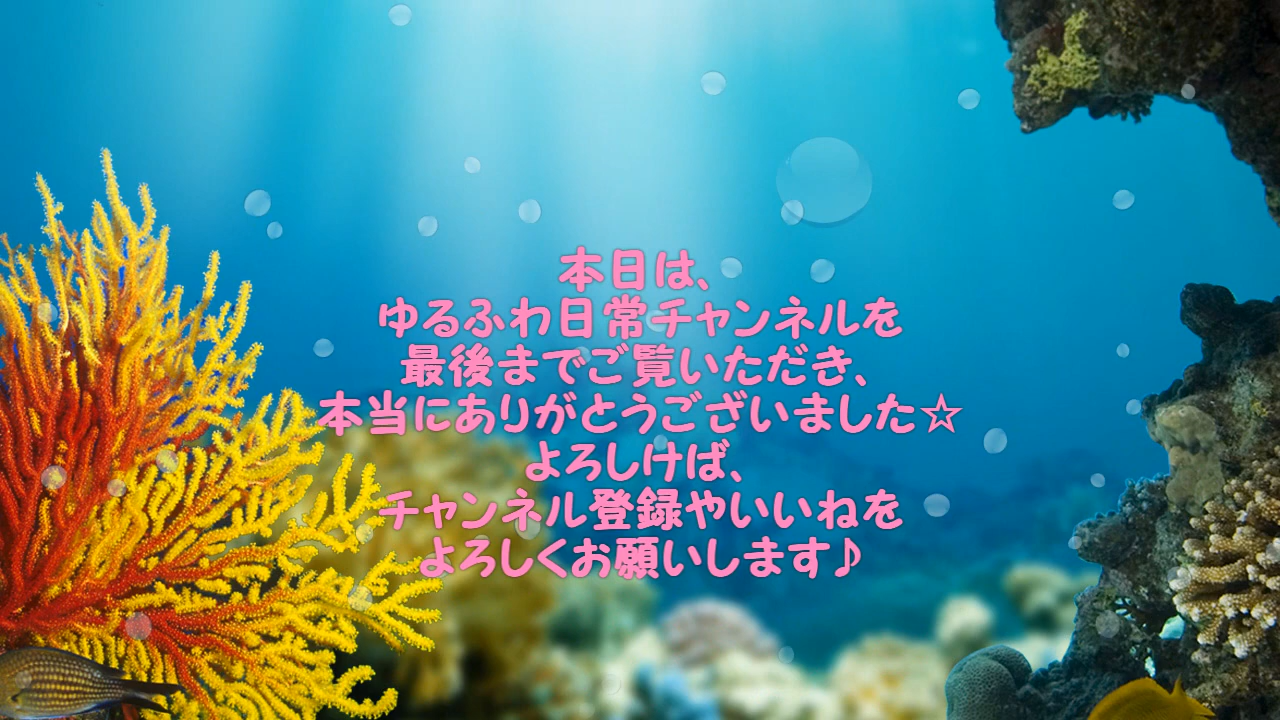 本日は、
ゆるふわ日常チャンネルを
最後までご覧いただき、
本当にありがとうございました☆
よろしけば、
チャンネル登録やいいねを
よろしくお願いします♪